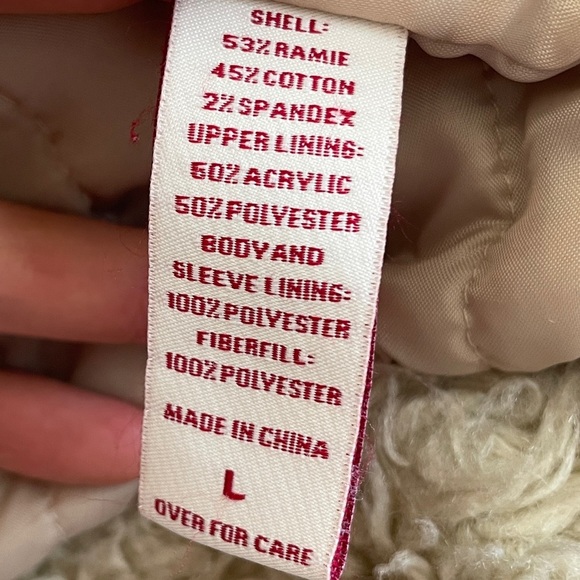 SHELL:
53% RAMIE
45% COTTON
2% SPANDEX
UPPER LINING:
60% ACRYLIC
50% POLYESTER
BODY AND
SLEEVE LINING:
100% POLYESTER
FIBERFILL:
100% POLYESTER
MADE IN CHINA
L
OVER FOR CARE